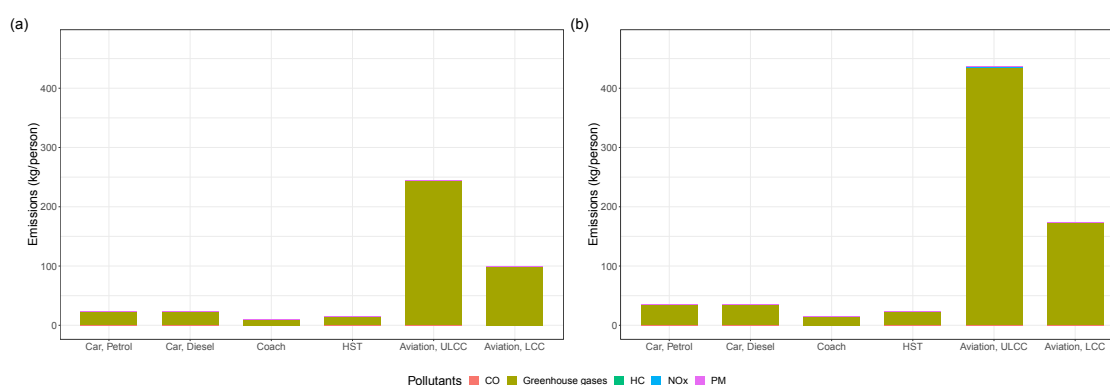 (a)
Emissions (kg/person)
400
300
200
100
0
Car, Petrol Car, Diesel Coach HST Aviation, ULCC Aviation, LCC
(b)
Emissions (kg/person)
400
300
200
100
0
Car, Petrol Car, Diesel Coach HST Aviation, ULCC Aviation, LCC
Pollutants CO Greenhouse gases HC NOx PM